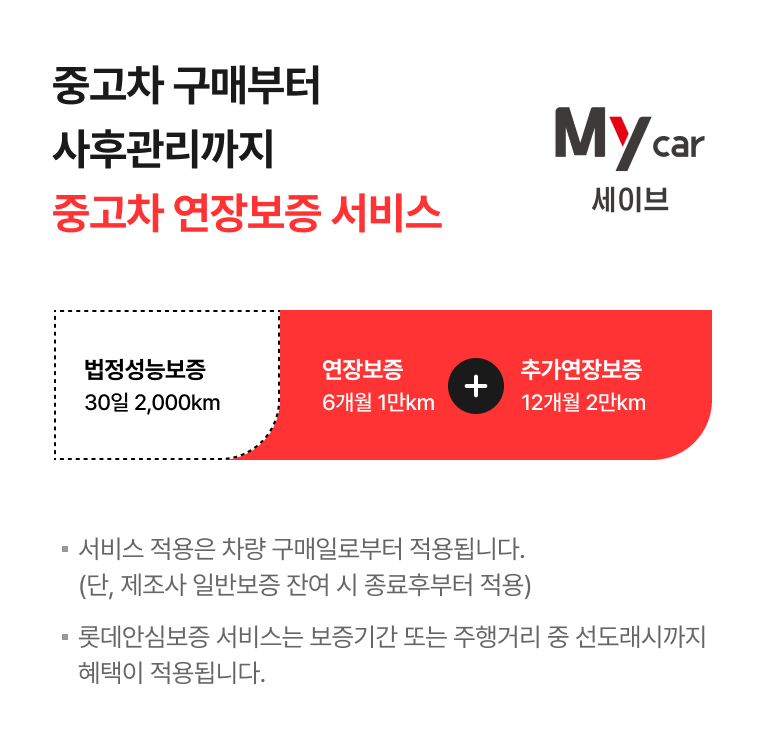 중고차 구매부터
사후관리까지
중고차 연장보증 서비스
My car
세이브
법정성능보증
30일 2,000km
연장보증
6개월 1만km
+
추가연장보증
12개월 2만km
서비스 적용은 차량 구매일로부터 적용됩니다.
(단, 제조사 일반보증 잔여 시 종료후부터 적용)
롯데안심보증 서비스는 보증기간 또는 주행거리 중 선도래시까지
혜택이 적용됩니다.